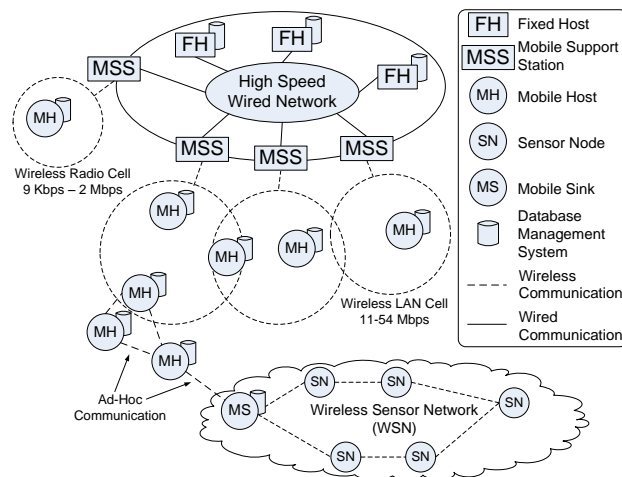 FH
FH
FH
MSS
High Speed
Wired Network
MH
MSS
MSS
MSS
Wireless Radio Cell
9 Kbps – 2 Mbps
MH
MH
MH
MH
Wireless LAN Cell
11-54 Mbps
MH
MH
MH
Ad-Hoc
Communication
MS
SN
SN
SN
SN
SN
Wireless Sensor Network
(WSN)
FH
Fixed Host
MSS
Mobile Support
Station
MH
Mobile Host
SN
Sensor Node
MS
Mobile Sink
Database
Management
System
Wireless
Communication
Wired
Communication